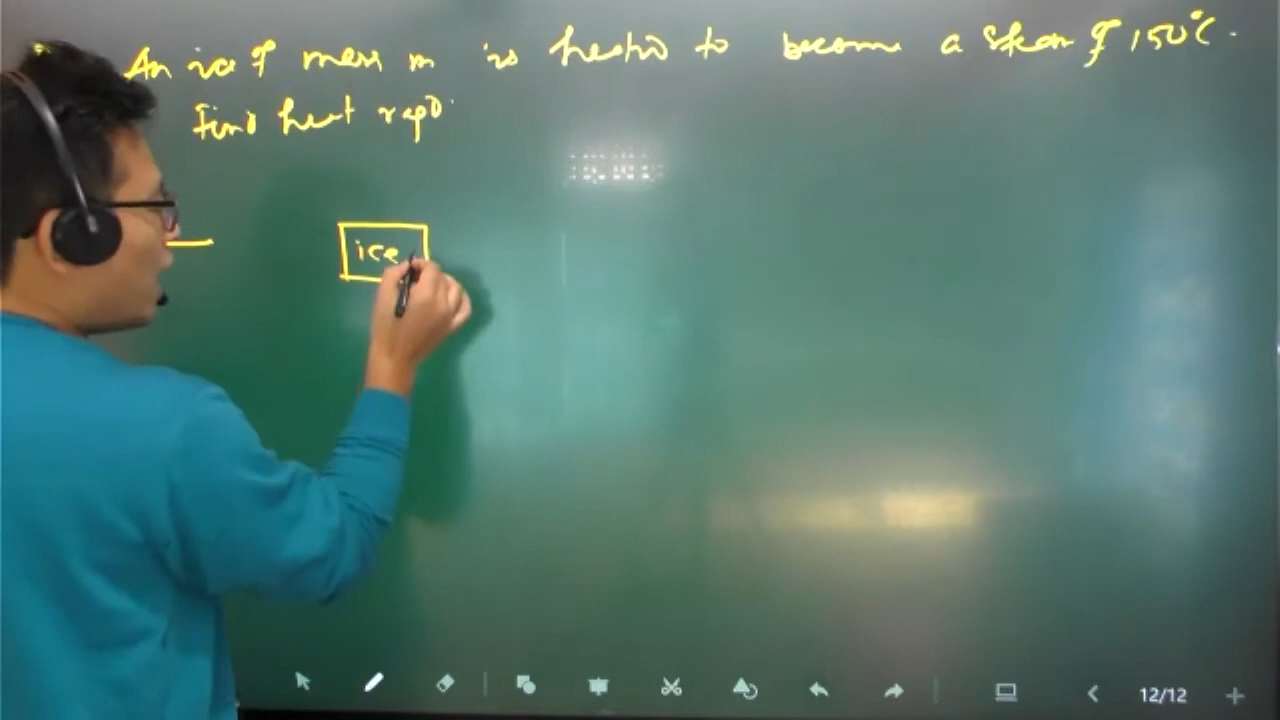 An ice of mass m is heated to become a steam of 150°C.
Find heat reqd.
ice
12/12